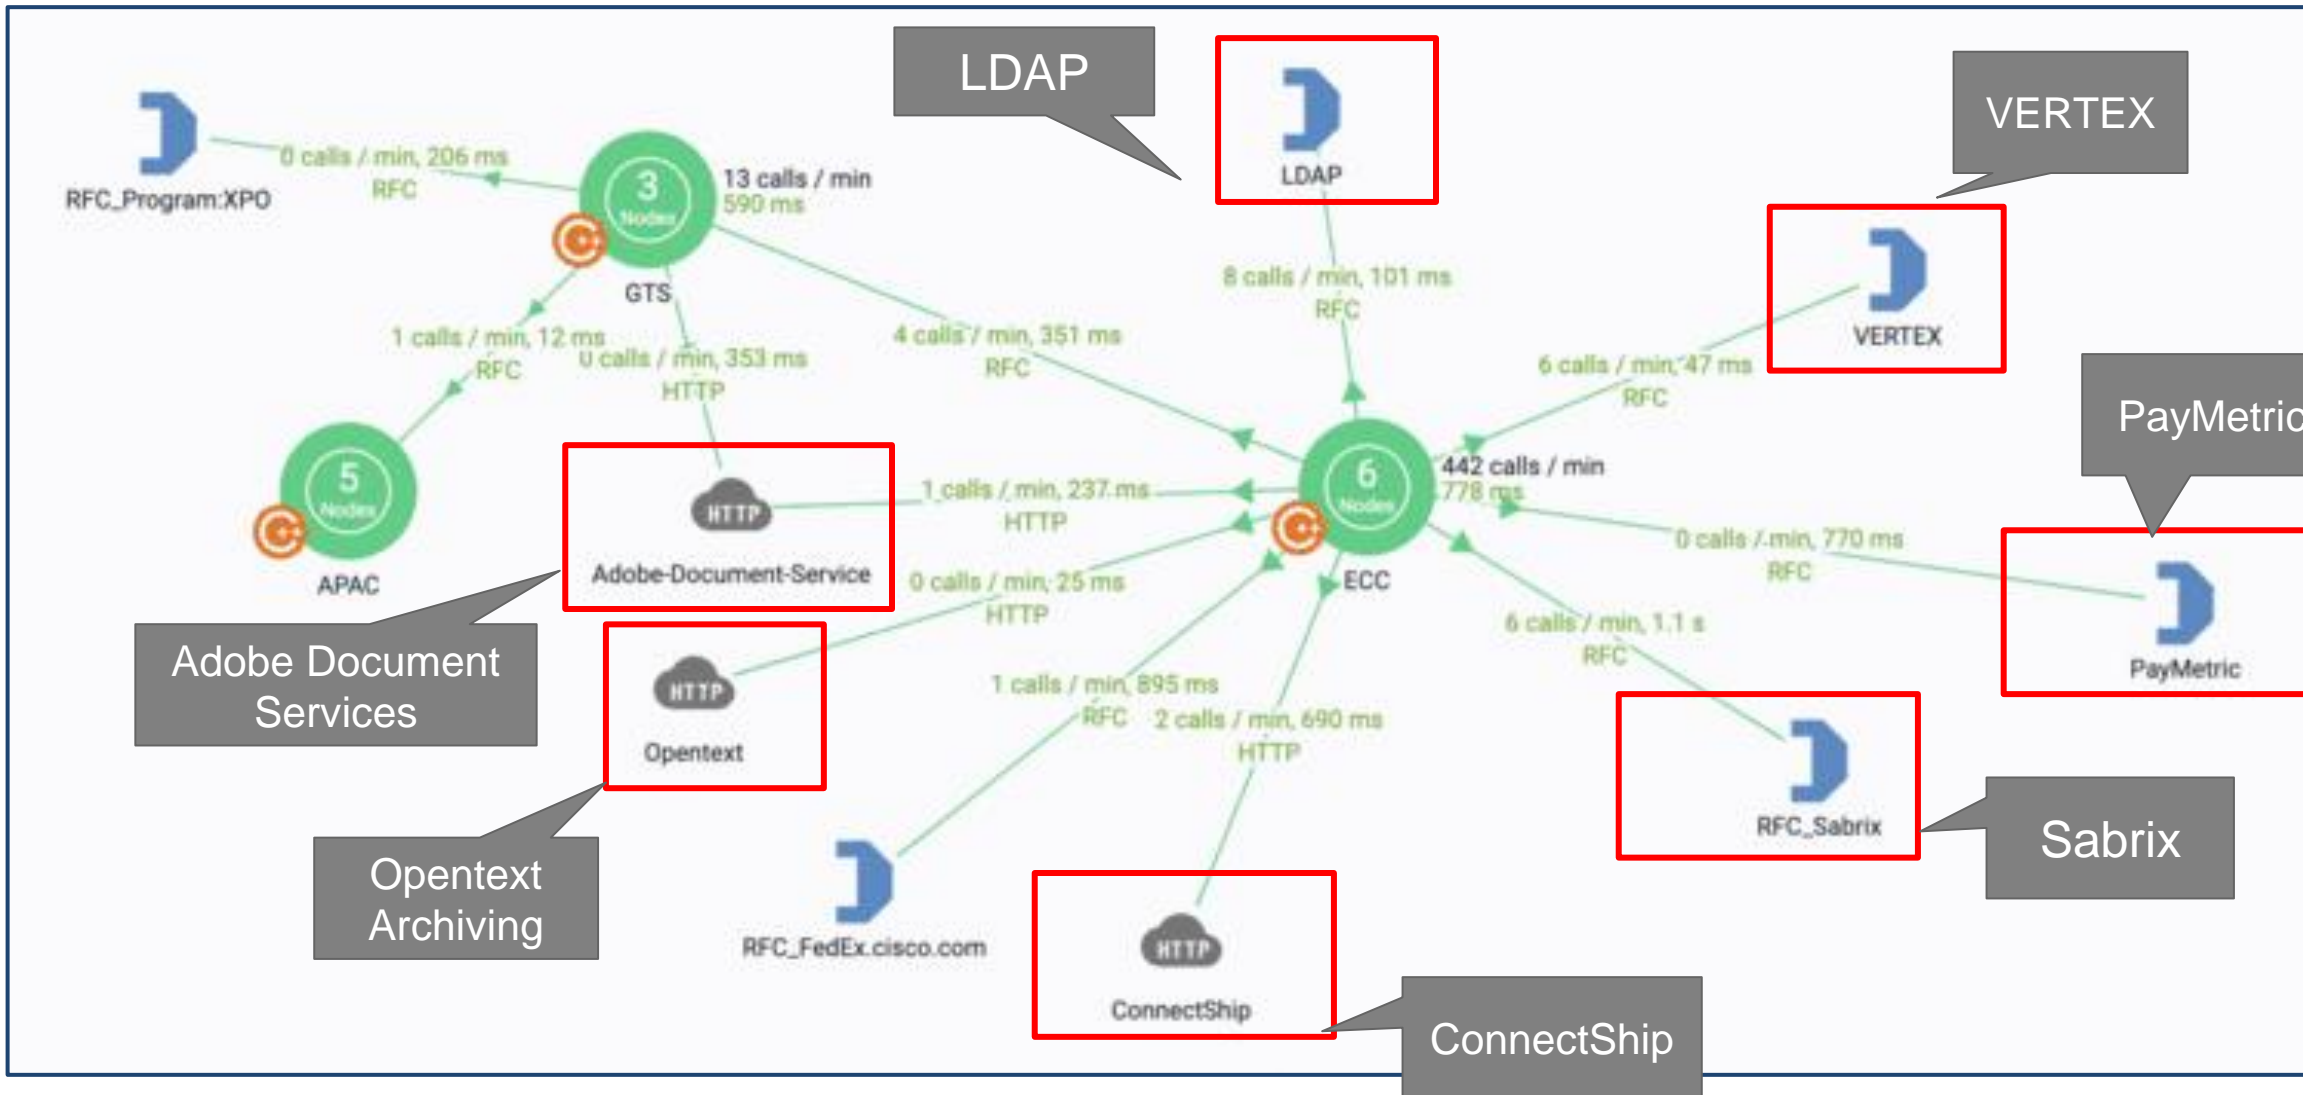 LDAP
VERTEX
LDAP
RFC_Program:XPO
0 calls / min, 206 ms
RFC
3
Nodes
13 calls / min
590 ms
GTS
8 calls / min, 101 ms
RFC
VERTEX
1 calls / min, 12 ms
RFC
0 calls / min, 353 ms
HTTP
4 calls / min, 351 ms
RFC
6 calls / min, 47 ms
RFC
PayMetric
5
Nodes
APAC
HTTP
Adobe-Document-Service
1 calls / min, 237 ms
HTTP
6
Nodes
442 calls / min
778 ms
ECC
0 calls / min, 770 ms
RFC
0 calls / min, 25 ms
HTTP
Adobe Document
Services
HTTP
Opentext
1 calls / min, 895 ms
RFC
2 calls / min, 690 ms
HTTP
6 calls / min, 1.1 s
RFC
PayMetric
RFC_Sabrix
Sabrix
Opentext
Archiving
RFC_FedEx.cisco.com
HTTP
ConnectShip
ConnectShip